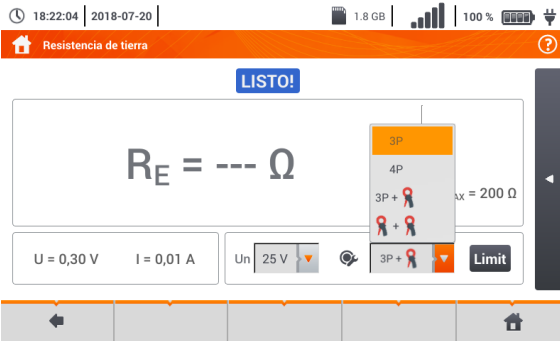 18:22:04 2018-07-20 1.8 GB 100 %
Resistencia de tierra ?
LISTO!
RE = --- Ω
3P
4P
3P +
+
= 200 Ω
U = 0,30 V I = 0,01 A Un 25 V 3P + Limit